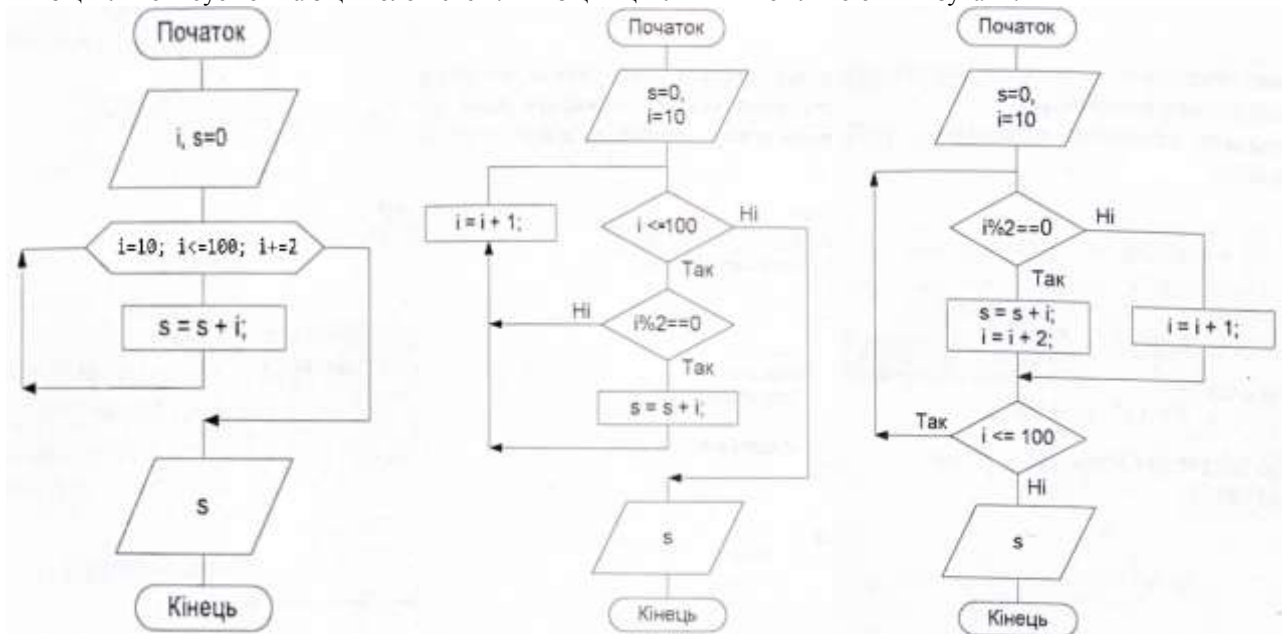 Початок
i, s=0
i=10; i<=100; i+=2
s = s + i;
s
Кінець
Початок
s=0,
i=10
i = i + 1;
i <=100
Ні
Так
Ні
i%2==0
Так
s = s + i;
s
Кінець
Початок
s=0,
i=10
i%2==0
Ні
Так
s = s + i;
i = i + 2;
i = i + 1;
Так
i <= 100
Ні
s
Кінець